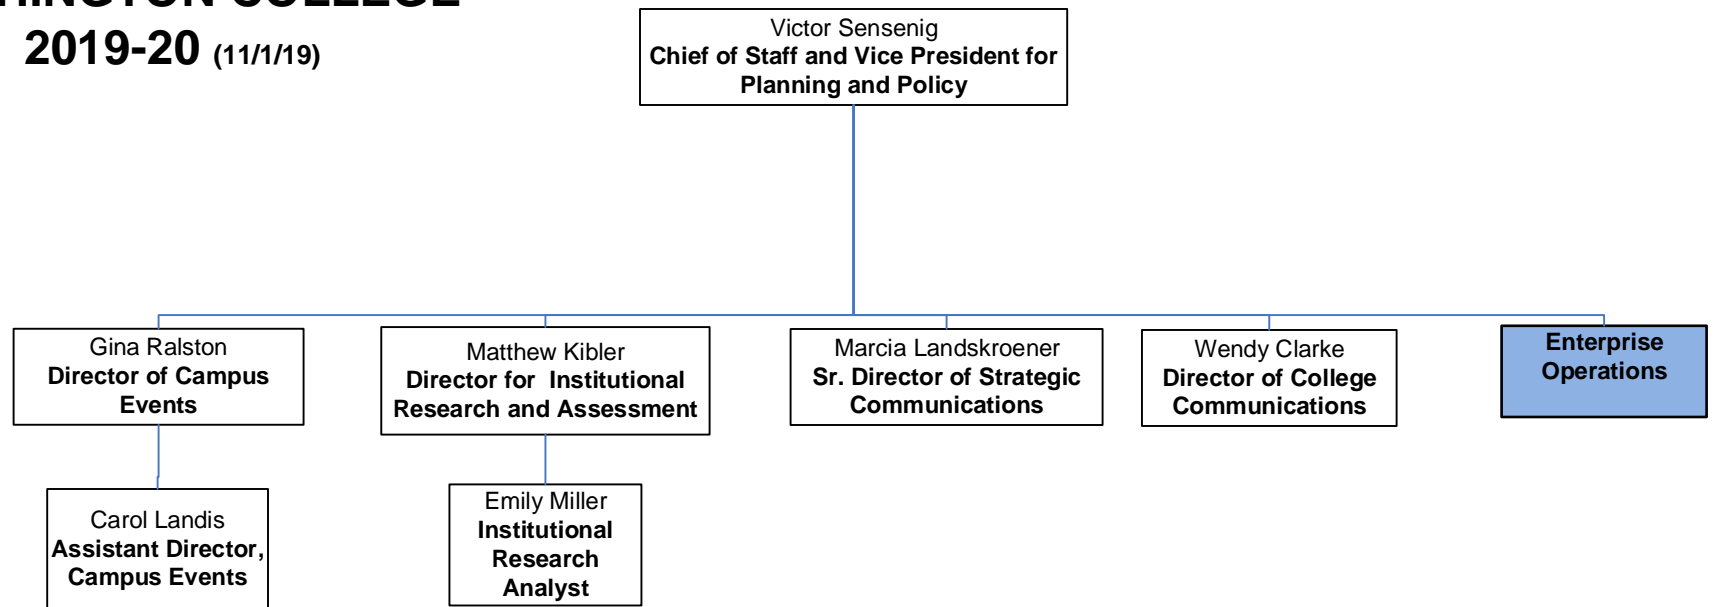 COLLEGE
2019-20 (11/1/19)
Victor Sensenig
Chief of Staff and Vice President for
Planning and Policy
Gina Ralston
Director of Campus
Events
Matthew Kibler
Director for Institutional
Research and Assessment
Marcia Landskroener
Sr. Director of Strategic
Communications
Wendy Clarke
Director of College
Communications
Enterprise
Operations
Carol Landis
Assistant Director,
Campus Events
Emily Miller
Institutional
Research
Analyst